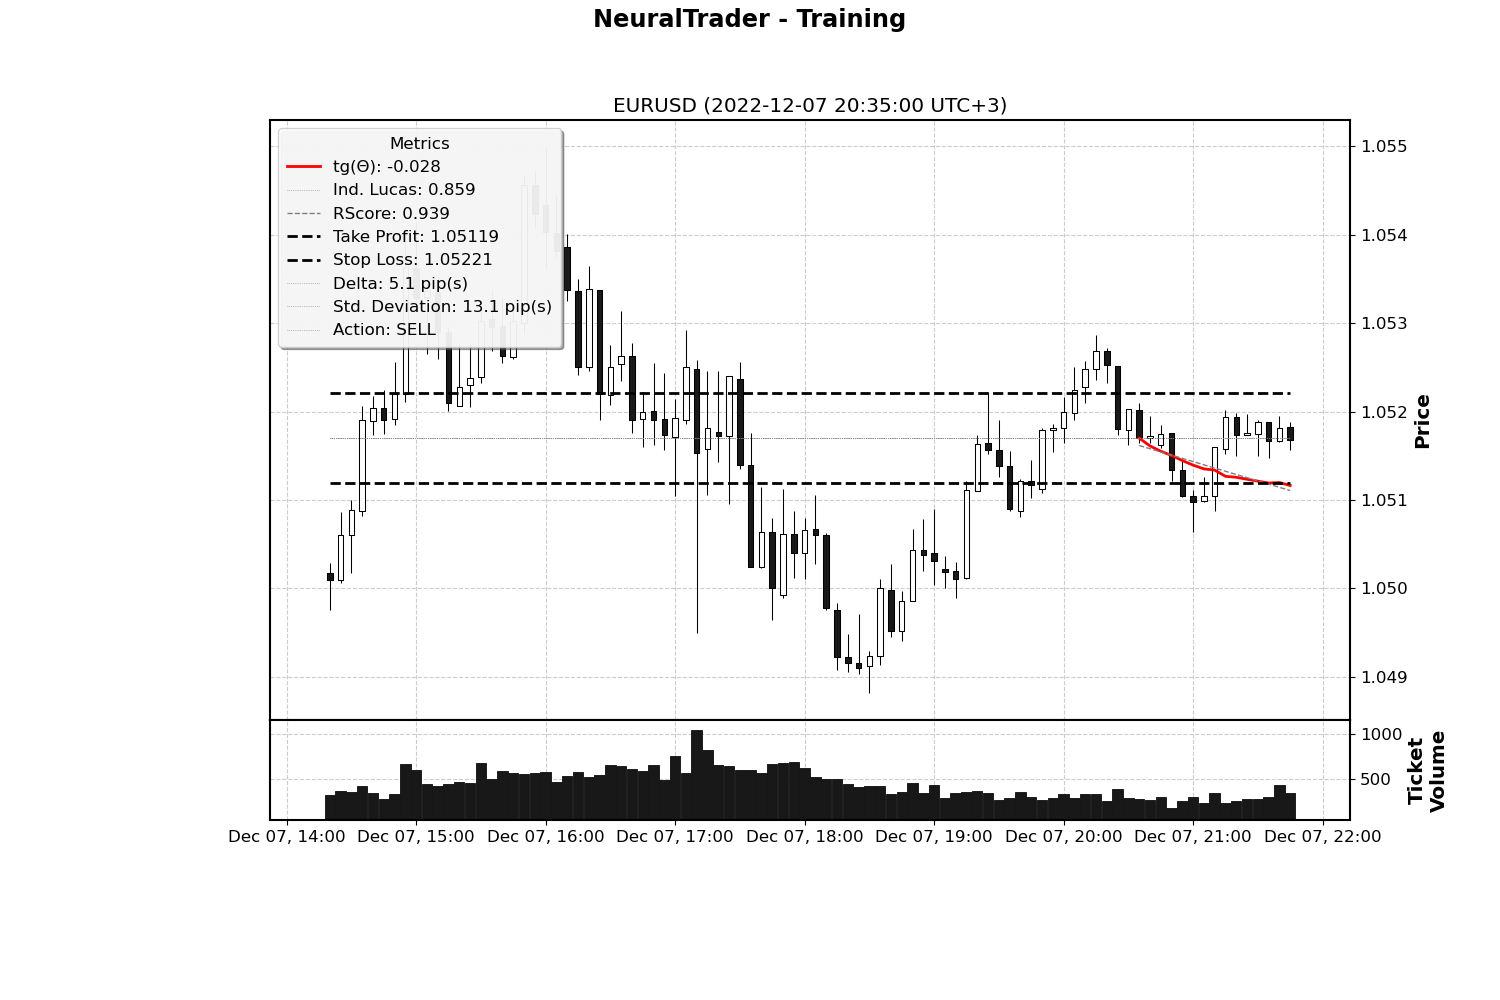 NeuralTrader - Training
EURUSD (2022-12-07 20:35:00 UTC+3)
Metrics
tg(Θ): -0.028
Ind. Lucas: 0.859
RScore: 0.939
Take Profit: 1.05119
Stop Loss: 1.05221
Delta: 5.1 pip(s)
Std. Deviation: 13.1 pip(s)
Action: SELL
1.055
1.054
1.053
1.052
1.051
1.050
1.049
Price
1000
500
Ticket
Volume
Dec 07, 14:00
Dec 07, 15:00
Dec 07, 16:00
Dec 07, 17:00
Dec 07, 18:00
Dec 07, 19:00
Dec 07, 20:00
Dec 07, 21:00
Dec 07, 22:00